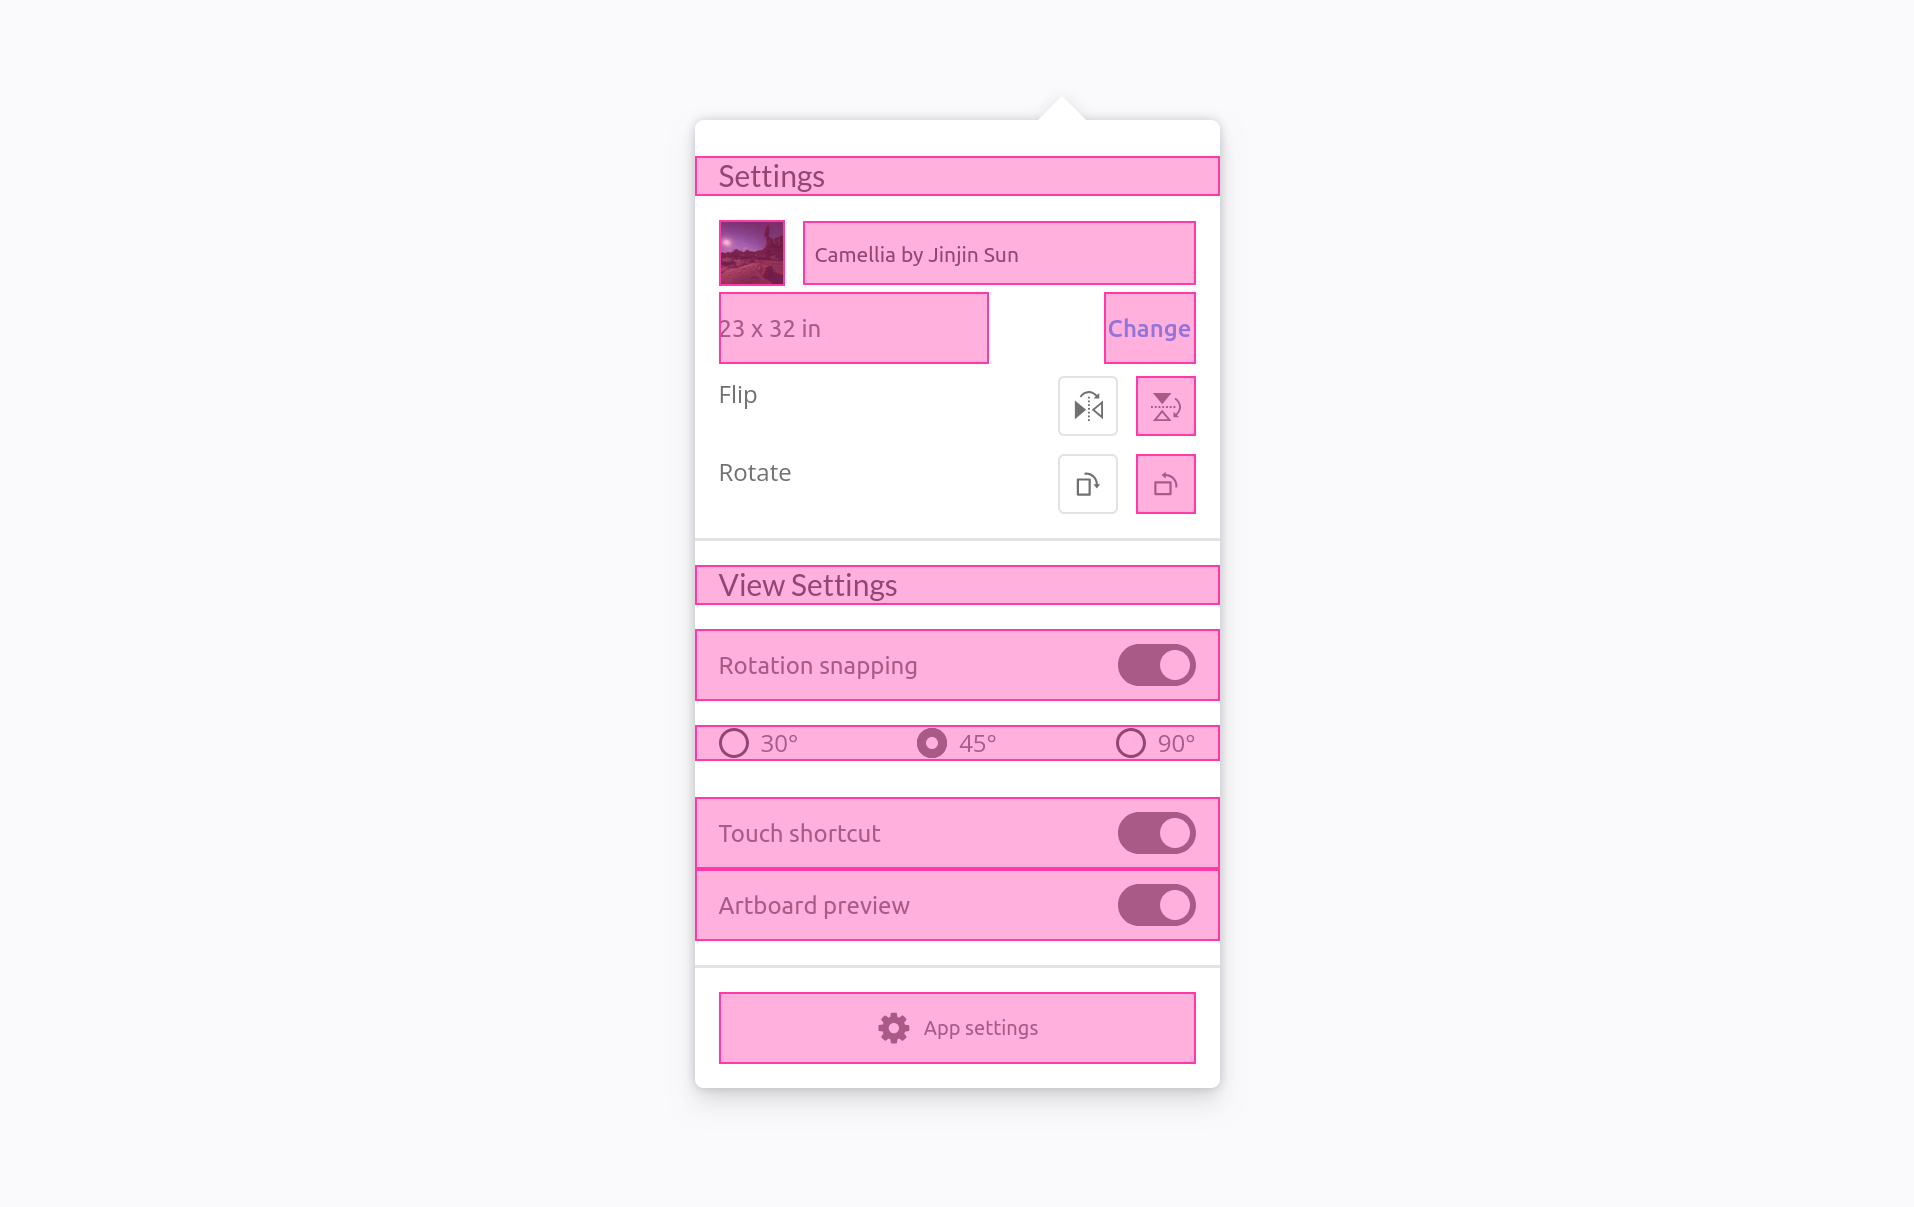 Settings
Camellia by Jinjin Sun
23 x 32 in
Change
Flip
Rotate
View Settings
Rotation snapping
30° 45° 90°
Touch shortcut
Artboard preview
App settings